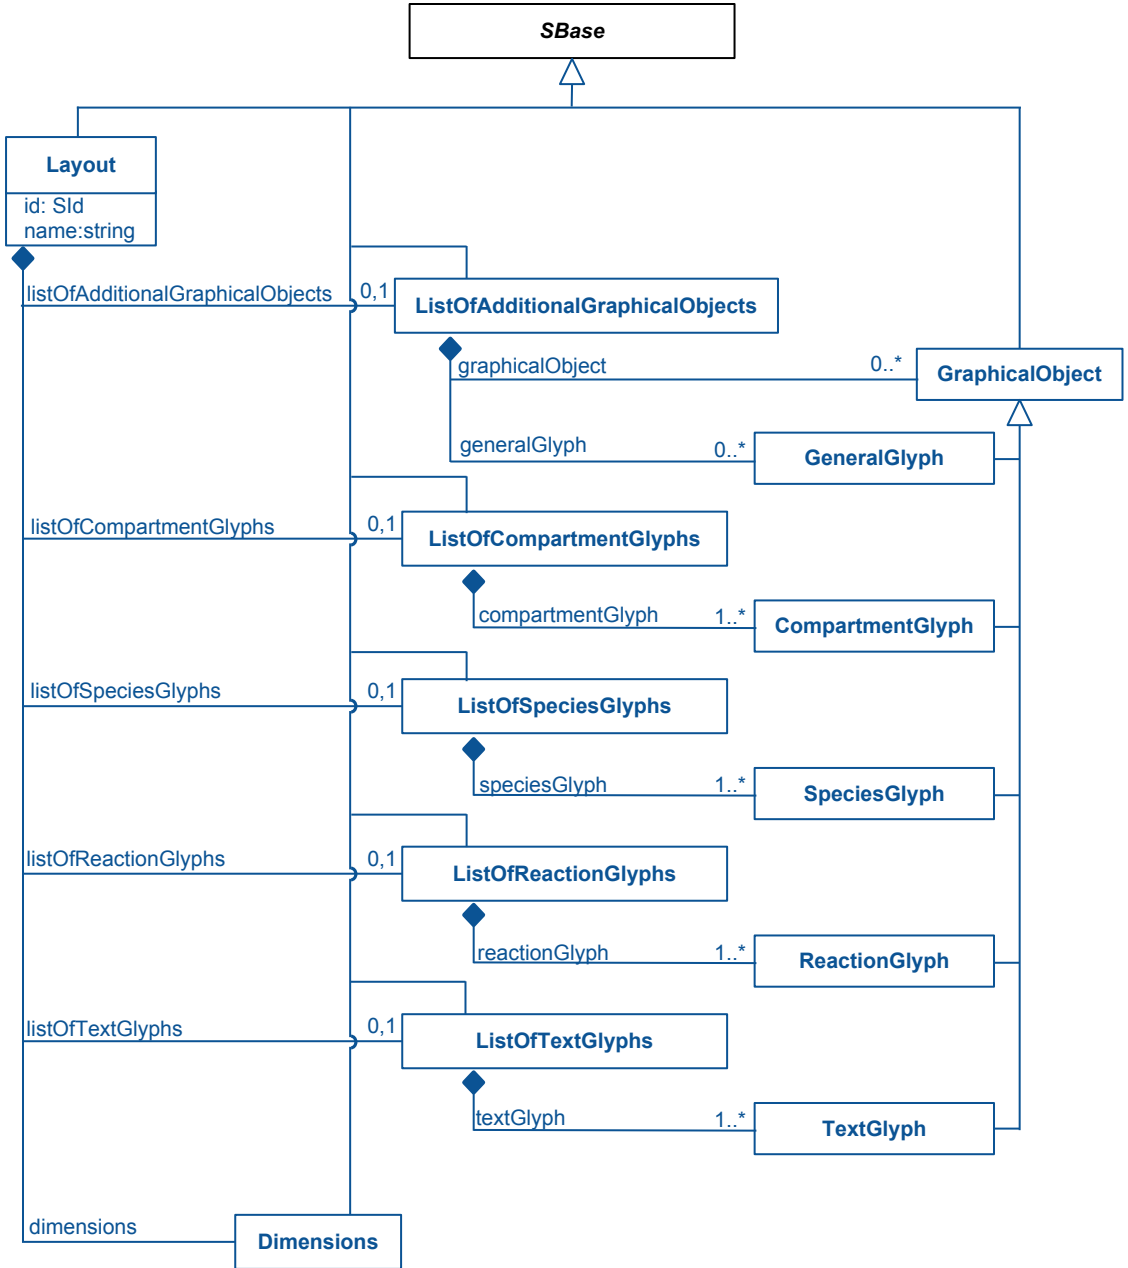 SBase
Layout
id: SId
name:string
listOfAdditionalGraphicalObjects 0,1
ListOfAdditionalGraphicalObjects
graphicalObject 0..*
GraphicalObject
generalGlyph 0..*
GeneralGlyph
listOfCompartmentGlyphs 0,1
ListOfCompartmentGlyphs
compartmentGlyph 1..*
CompartmentGlyph
listOfSpeciesGlyphs 0,1
ListOfSpeciesGlyphs
speciesGlyph 1..*
SpeciesGlyph
listOfReactionGlyphs 0,1
ListOfReactionGlyphs
reactionGlyph 1..*
ReactionGlyph
listOfTextGlyphs 0,1
ListOfTextGlyphs
textGlyph 1..*
TextGlyph
dimensions
Dimensions